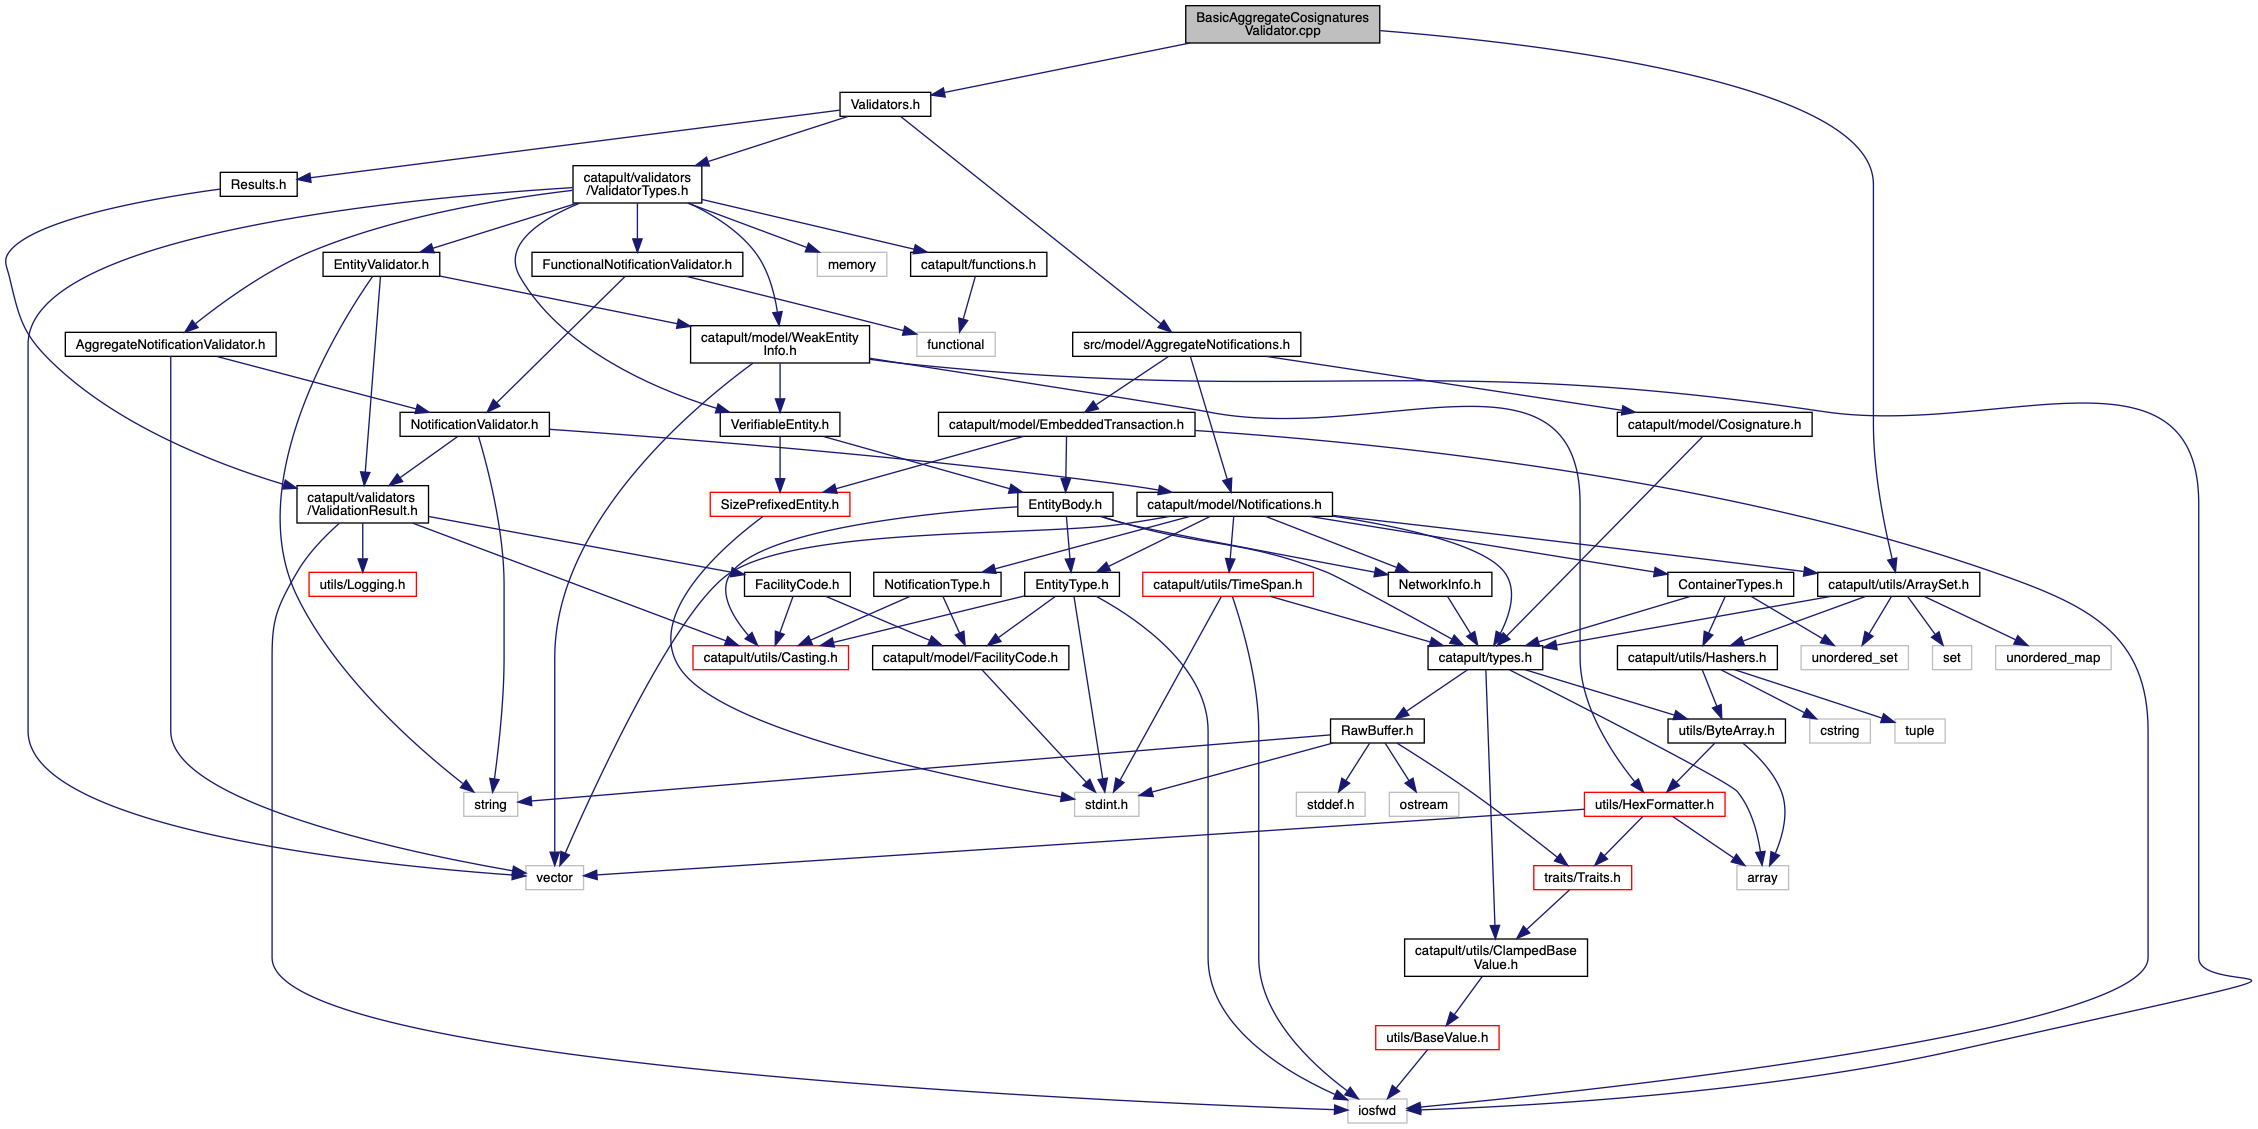 BasicAggregateCosignatures
Validator.cpp
Validators.h
Results.h
catapult/validators
/ValidatorTypes.h
EntityValidator.h
FunctionalNotificationValidator.h
memory
catapult/functions.h
AggregateNotificationValidator.h
catapult/model/WeakEntity
Info.h
functional
src/model/AggregateNotifications.h
NotificationValidator.h
VerifiableEntity.h
catapult/model/EmbeddedTransaction.h
catapult/model/Cosignature.h
catapult/validators
/ValidationResult.h
SizePrefixedEntity.h
EntityBody.h
catapult/model/Notifications.h
utils/Logging.h
FacilityCode.h
NotificationType.h
EntityType.h
catapult/utils/TimeSpan.h
NetworkInfo.h
ContainerTypes.h
catapult/utils/ArraySet.h
catapult/utils/Casting.h
catapult/model/FacilityCode.h
catapult/types.h
catapult/utils/Hashers.h
unordered_set
set
unordered_map
RawBuffer.h
utils/ByteArray.h
cstring
tuple
string
stdint.h
stddef.h
ostream
utils/HexFormatter.h
vector
traits/Traits.h
array
catapult/utils/ClampedBase
Value.h
utils/BaseValue.h
iosfwd